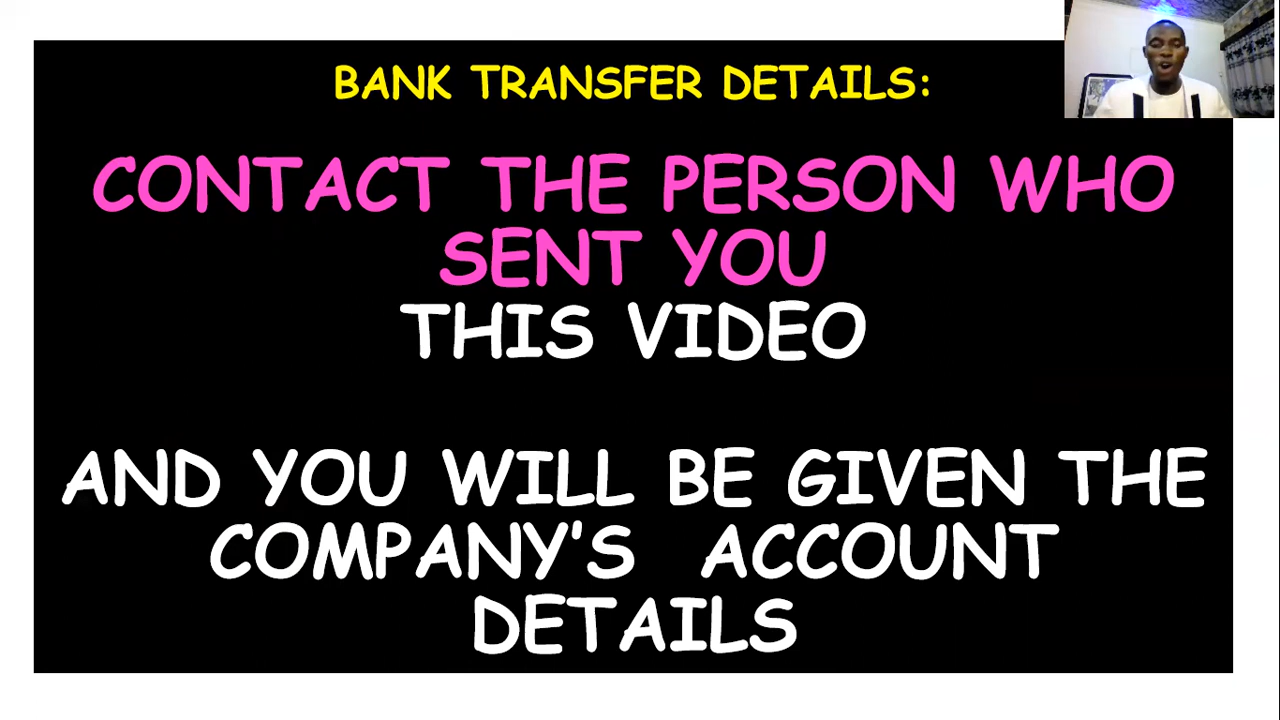 BANK TRANSFER DETAILS:
CONTACT THE PERSON WHO
SENT YOU
THIS VIDEO
AND YOU WILL BE GIVEN THE
COMPANY'S ACCOUNT
DETAILS